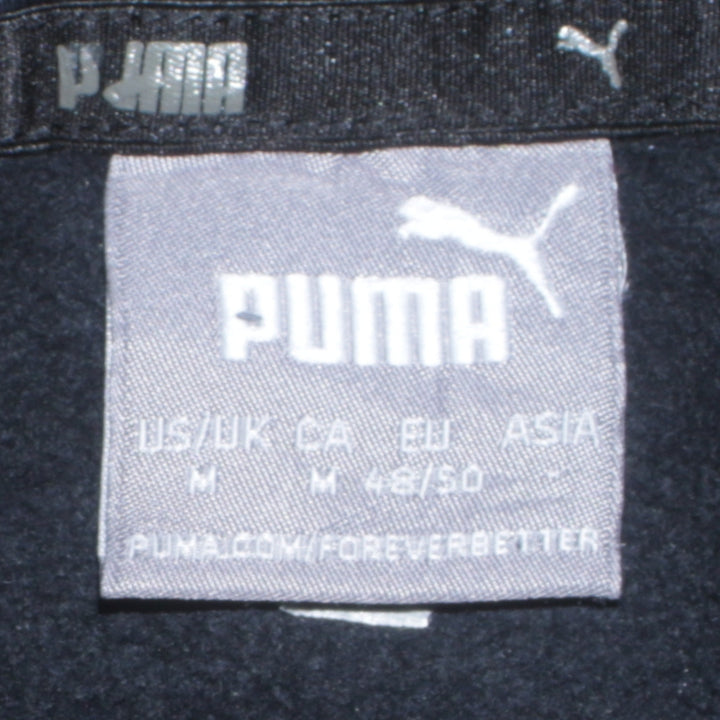 PUMA
PUMA
US/UK CA EU ASIA
M M 48/50 -
PUMA.COM/FOREVERBETTER